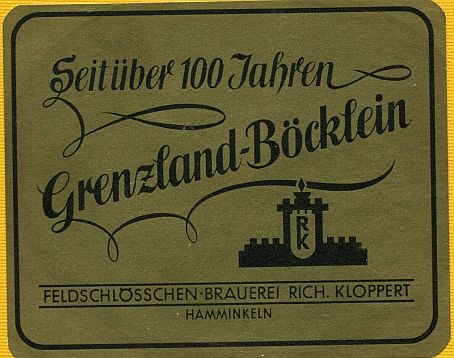 Seit über 100 Jahren
Grenzland-Böcklein
RK
FELDSCHLÖSSCHEN·BRAUEREI RICH. KLOPPERT
HAMMINKELN